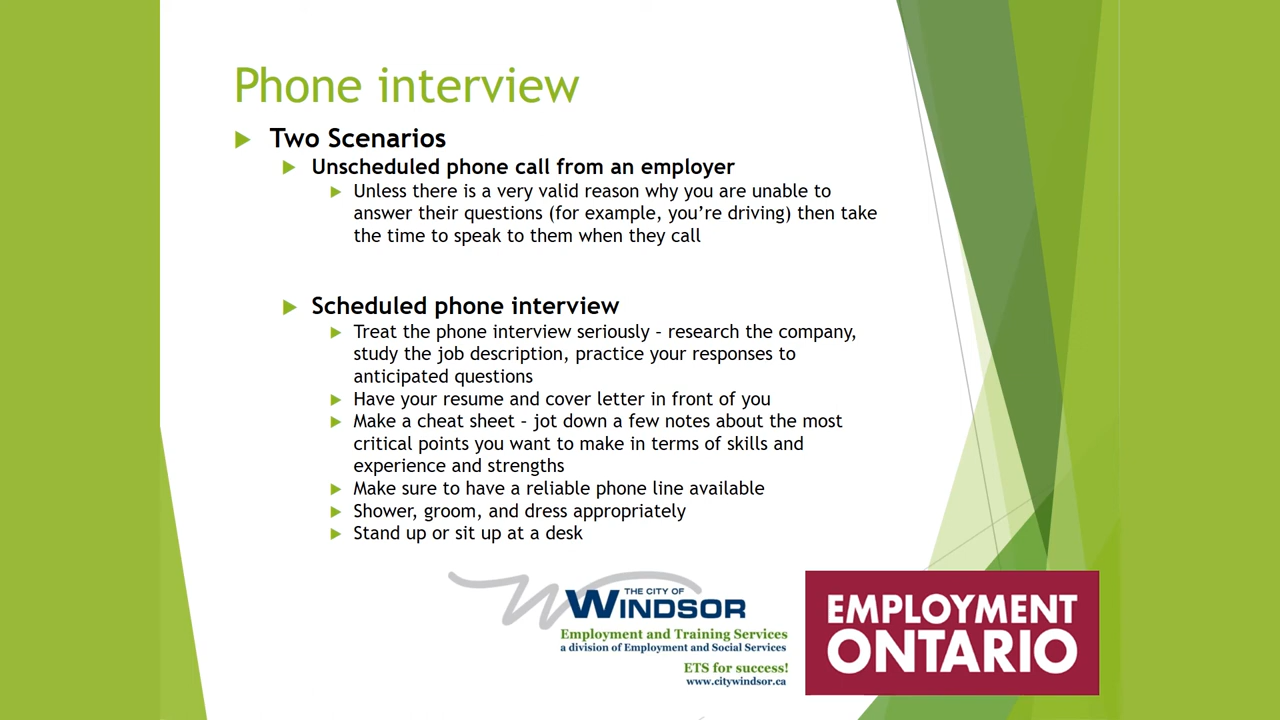 Phone interview
Two Scenarios
Unscheduled phone call from an employer
Unless there is a very valid reason why you are unable to
answer their questions (for example, you’re driving) then take
the time to speak to them when they call
Scheduled phone interview
Treat the phone interview seriously – research the company,
study the job description, practice your responses to
anticipated questions
Have your resume and cover letter in front of you
Make a cheat sheet – jot down a few notes about the most
critical points you want to make in terms of skills and
experience and strengths
Make sure to have a reliable phone line available
Shower, groom, and dress appropriately
Stand up or sit up at a desk
THE CITY OF
WINDSOR
Employment and Training Services
a division of Employment and Social Services
ETS for success!
www.citywindsor.ca
EMPLOYMENT
ONTARIO